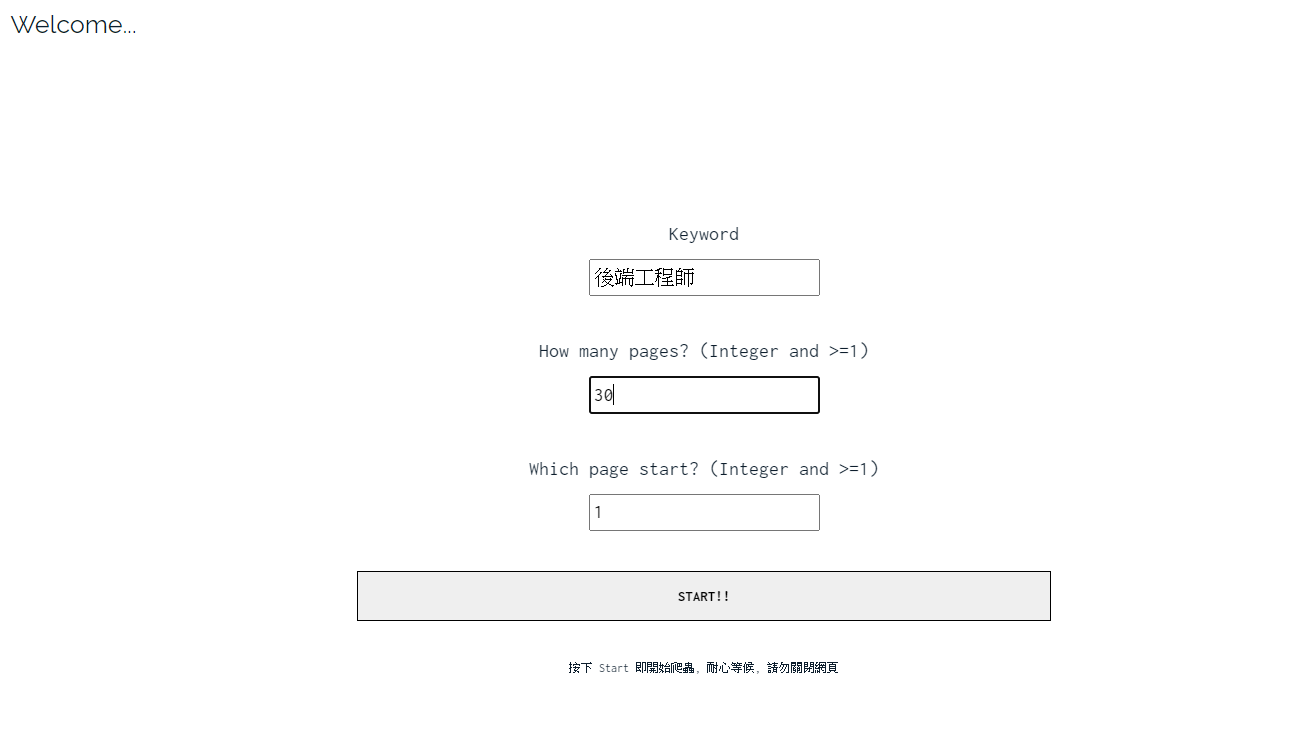 Welcome...
Keyword
後端工程師
How many pages? (Integer and >=1)
30
Which page start? (Integer and >=1)
1
START!!
按下 Start 即開始爬蟲, 耐心等候, 請勿關閉網頁